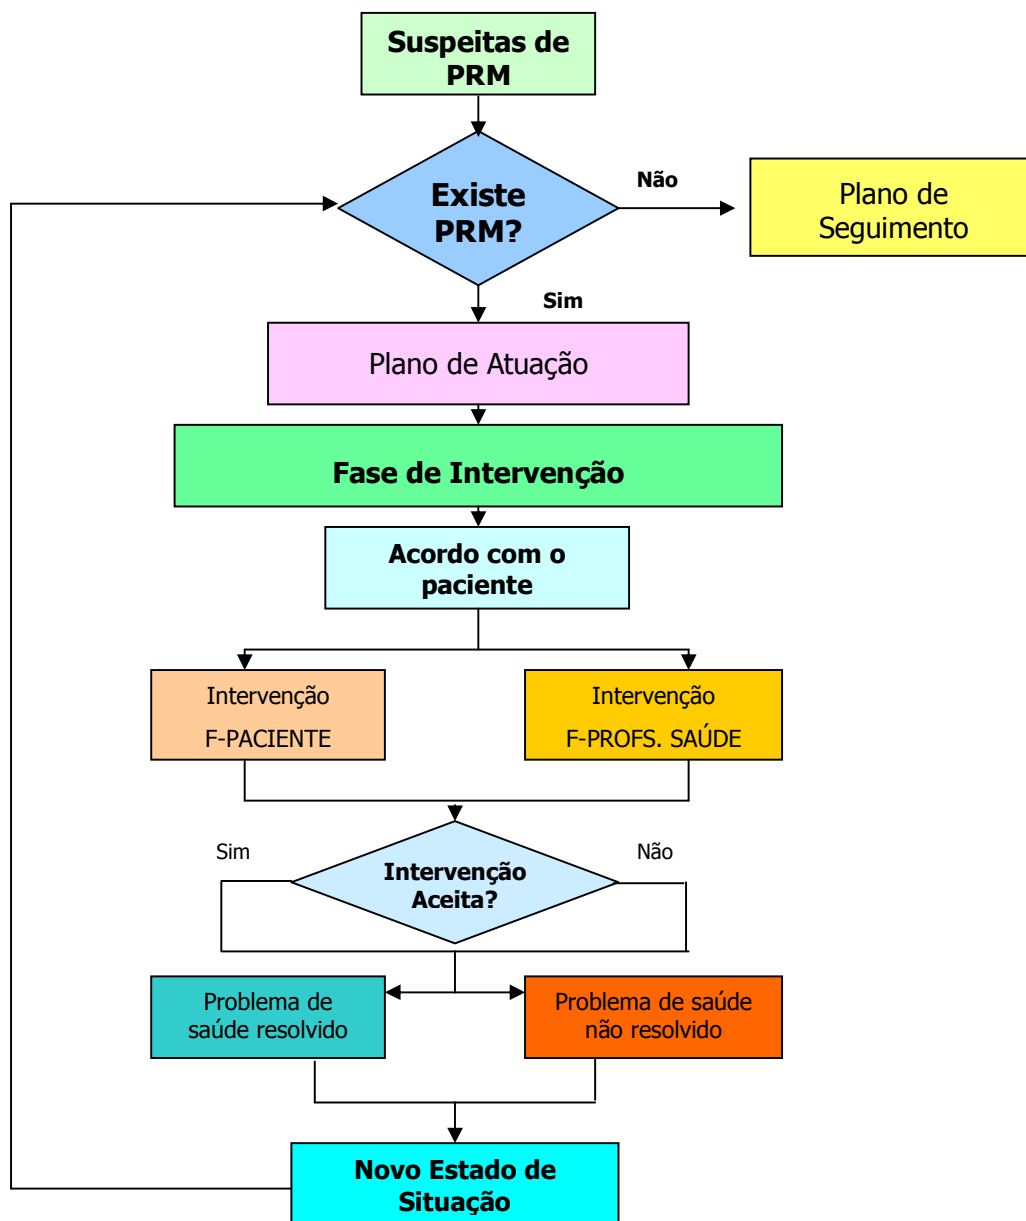 Suspeitas de
PRM
Existe
PRM?
Não
Plano de
Seguimento
Sim
Plano de Atuação
Fase de Intervenção
Acordo com o
paciente
Intervenção
F-PACIENTE
Intervenção
F-PROFS. SAÚDE
Sim
Não
Intervenção
Aceita?
Problema de
saúde resolvido
Problema de saúde
não resolvido
Novo Estado de
Situação